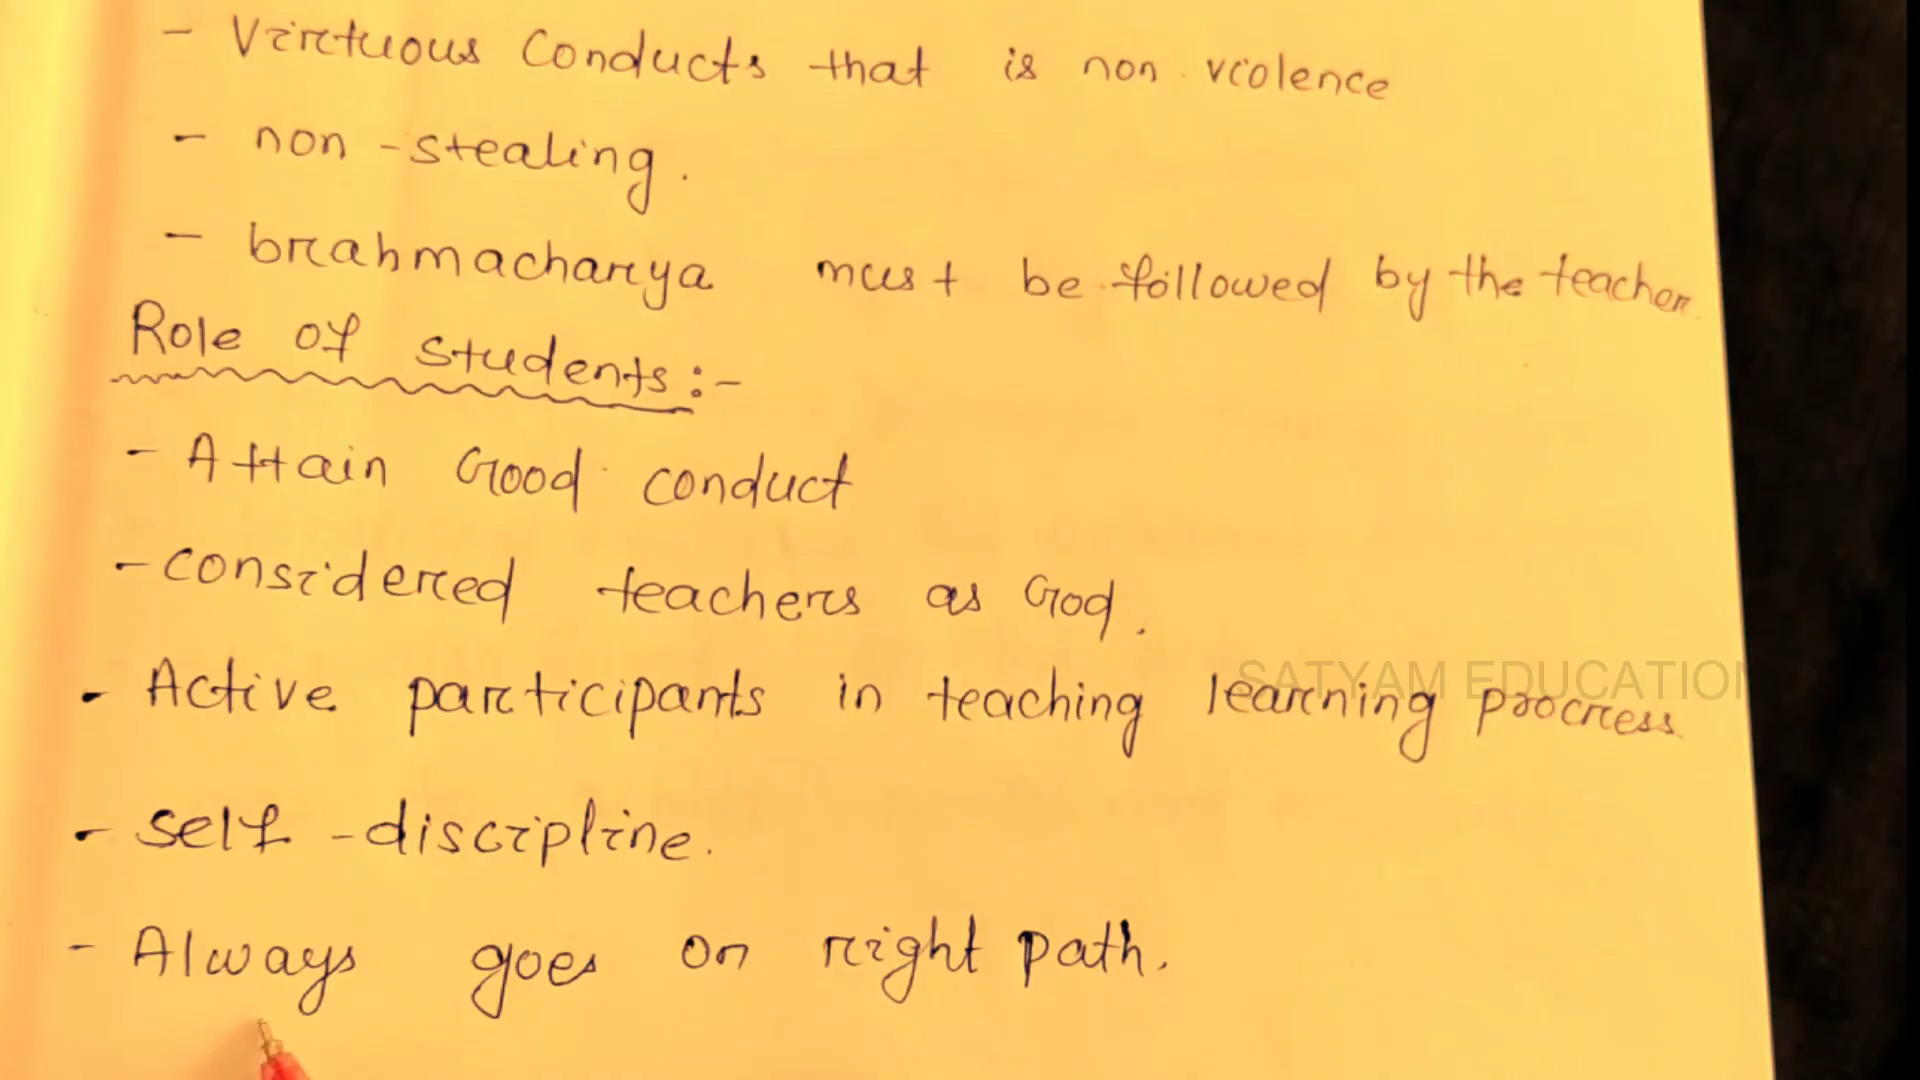 - Virtuous Conducts that is non violence
- non-stealing.
- brahmacharya must be followed by the teacher.
Role of students:-
- Attain Good conduct
- considered teachers as God.
- Active participants in teaching learning process
SATYAM EDUCATION
- self-discipline.
- Always goes on right path.